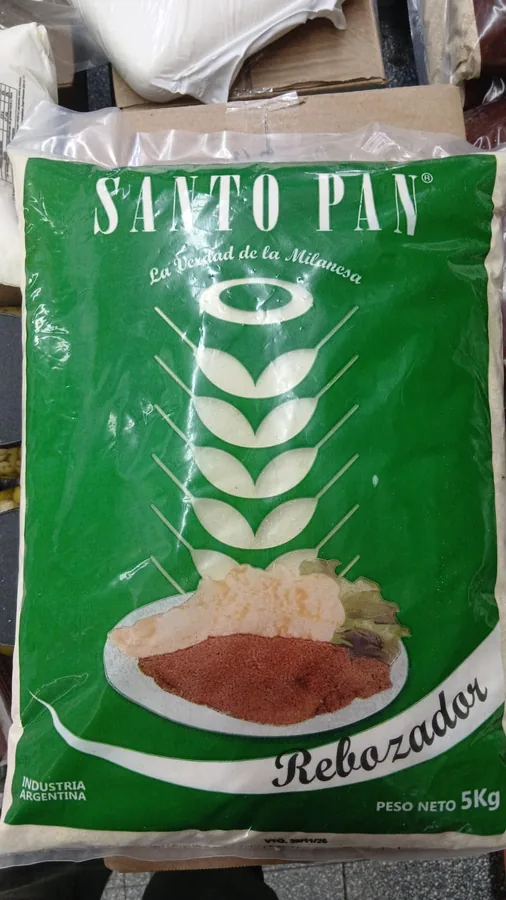 SANTO PAN®
La Verdad de la Milanesa
Rebozador
INDUSTRIA
ARGENTINA
PESO NETO 5Kg